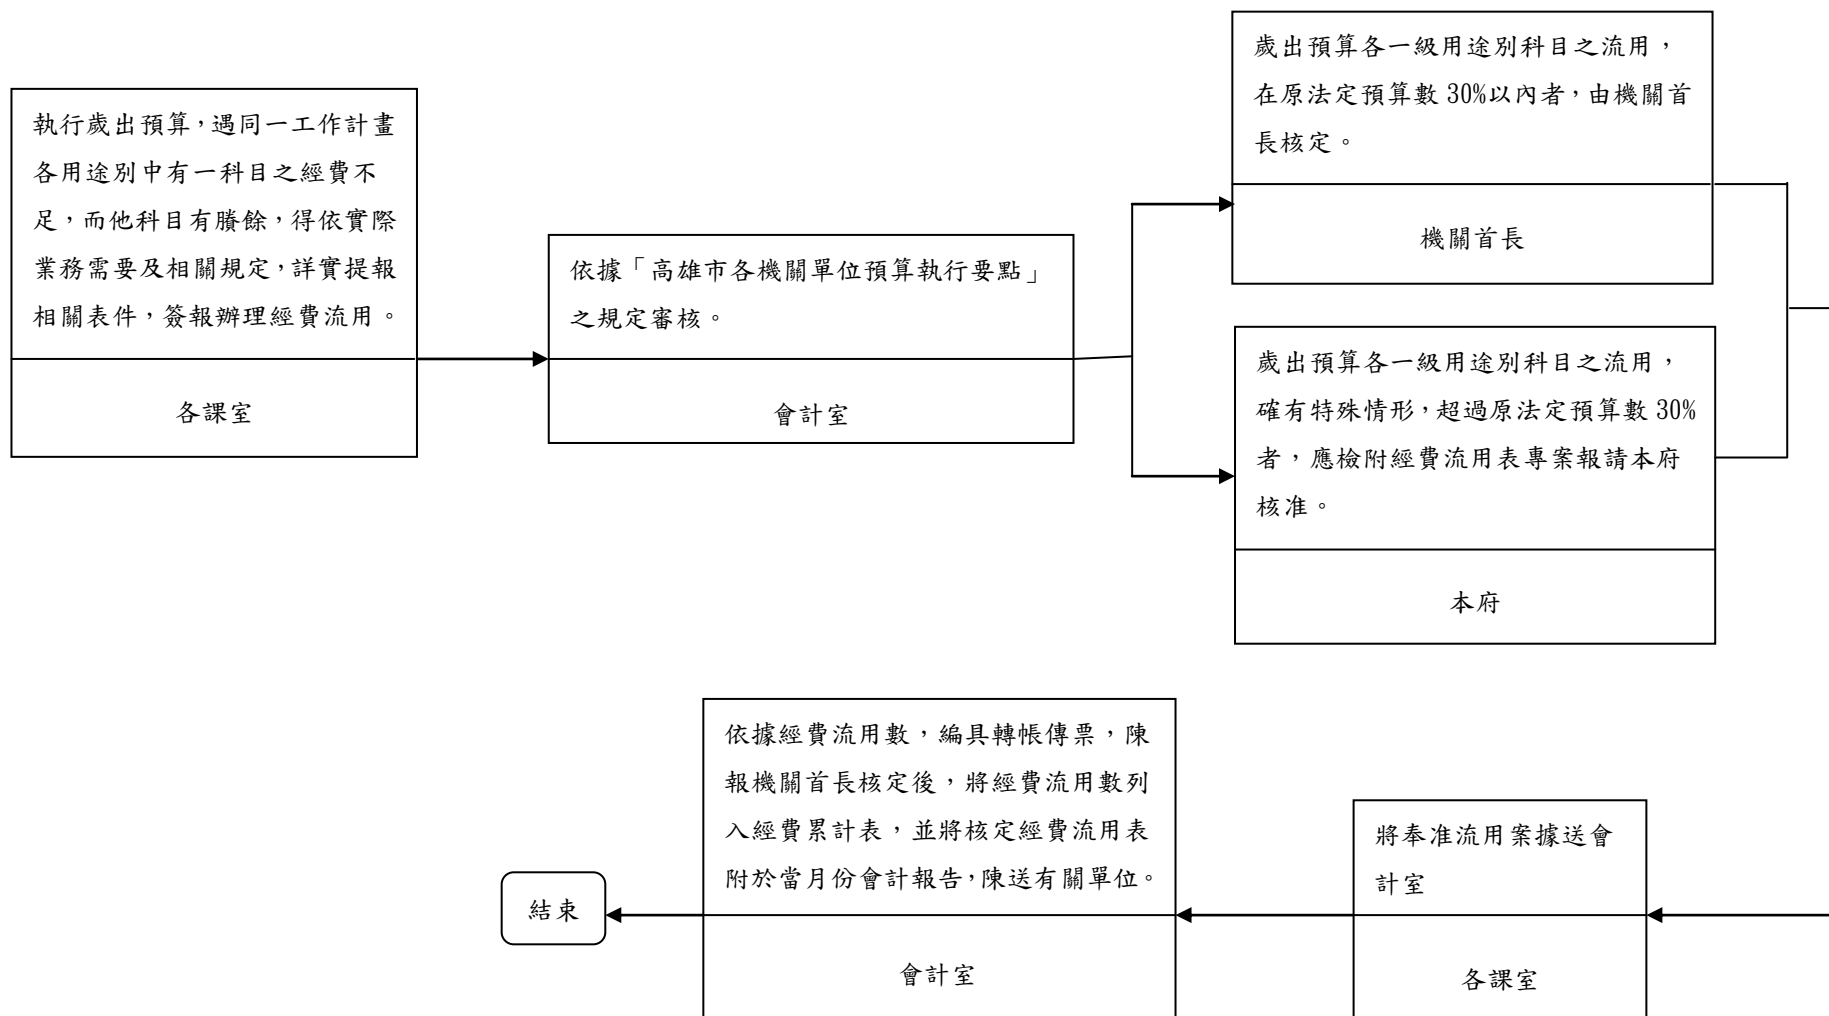 執行歲出預算，遇同一工作計畫
各用途別中有一科目之經費不
足，而他科目有賸餘，得依實際
業務需要及相關規定，詳實提報
相關表件，簽報辦理經費流用。
各課室
依據「高雄市各機關單位預算執行要點」
之規定審核。
會計室
歲出預算各一級用途別科目之流用，
在原法定預算數 30%以內者，由機關首
長核定。
機關首長
歲出預算各一級用途別科目之流用，
確有特殊情形，超過原法定預算數 30%
者，應檢附經費流用表專案報請本府
核准。
本府
將奉准流用案據送會
計室
各課室
依據經費流用數，編具轉帳傳票，陳
報機關首長核定後，將經費流用數列
入經費累計表，並將核定經費流用表
附於當月份會計報告，陳送有關單位。
會計室
結束